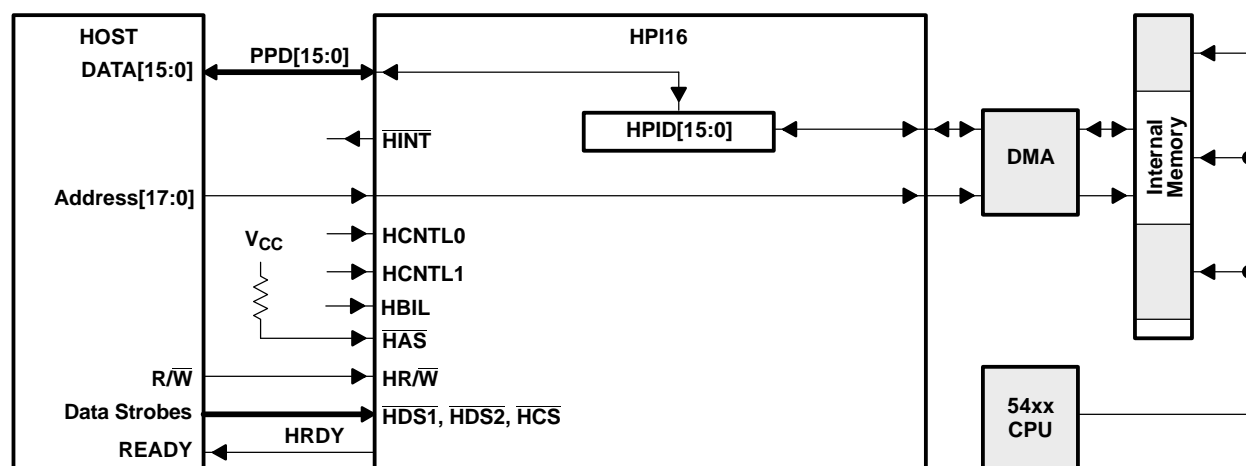 HOST
HPI16
DATA[15:0]
PPD[15:0]
HPID[15:0]
HINT
DMA
Internal
Memory
Address[17:0]
HCNTL0
VCC
HCNTL1
HBIL
HAS
R/W
HR/W
Data Strobes
HDS1, HDS2, HCS
54xx
CPU
READY
HRDY